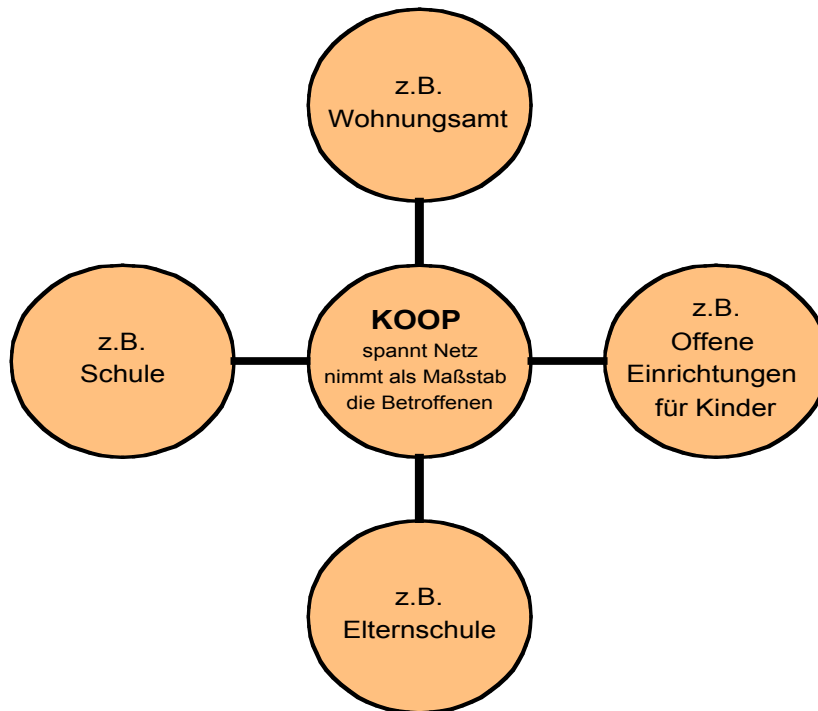 z.B.
Wohnungsamt
z.B.
Schule
KOOP
spannt Netz
nimmt als Maßstab
die Betroffenen
z.B.
Offene
Einrichtungen
für Kinder
z.B.
Elternschule